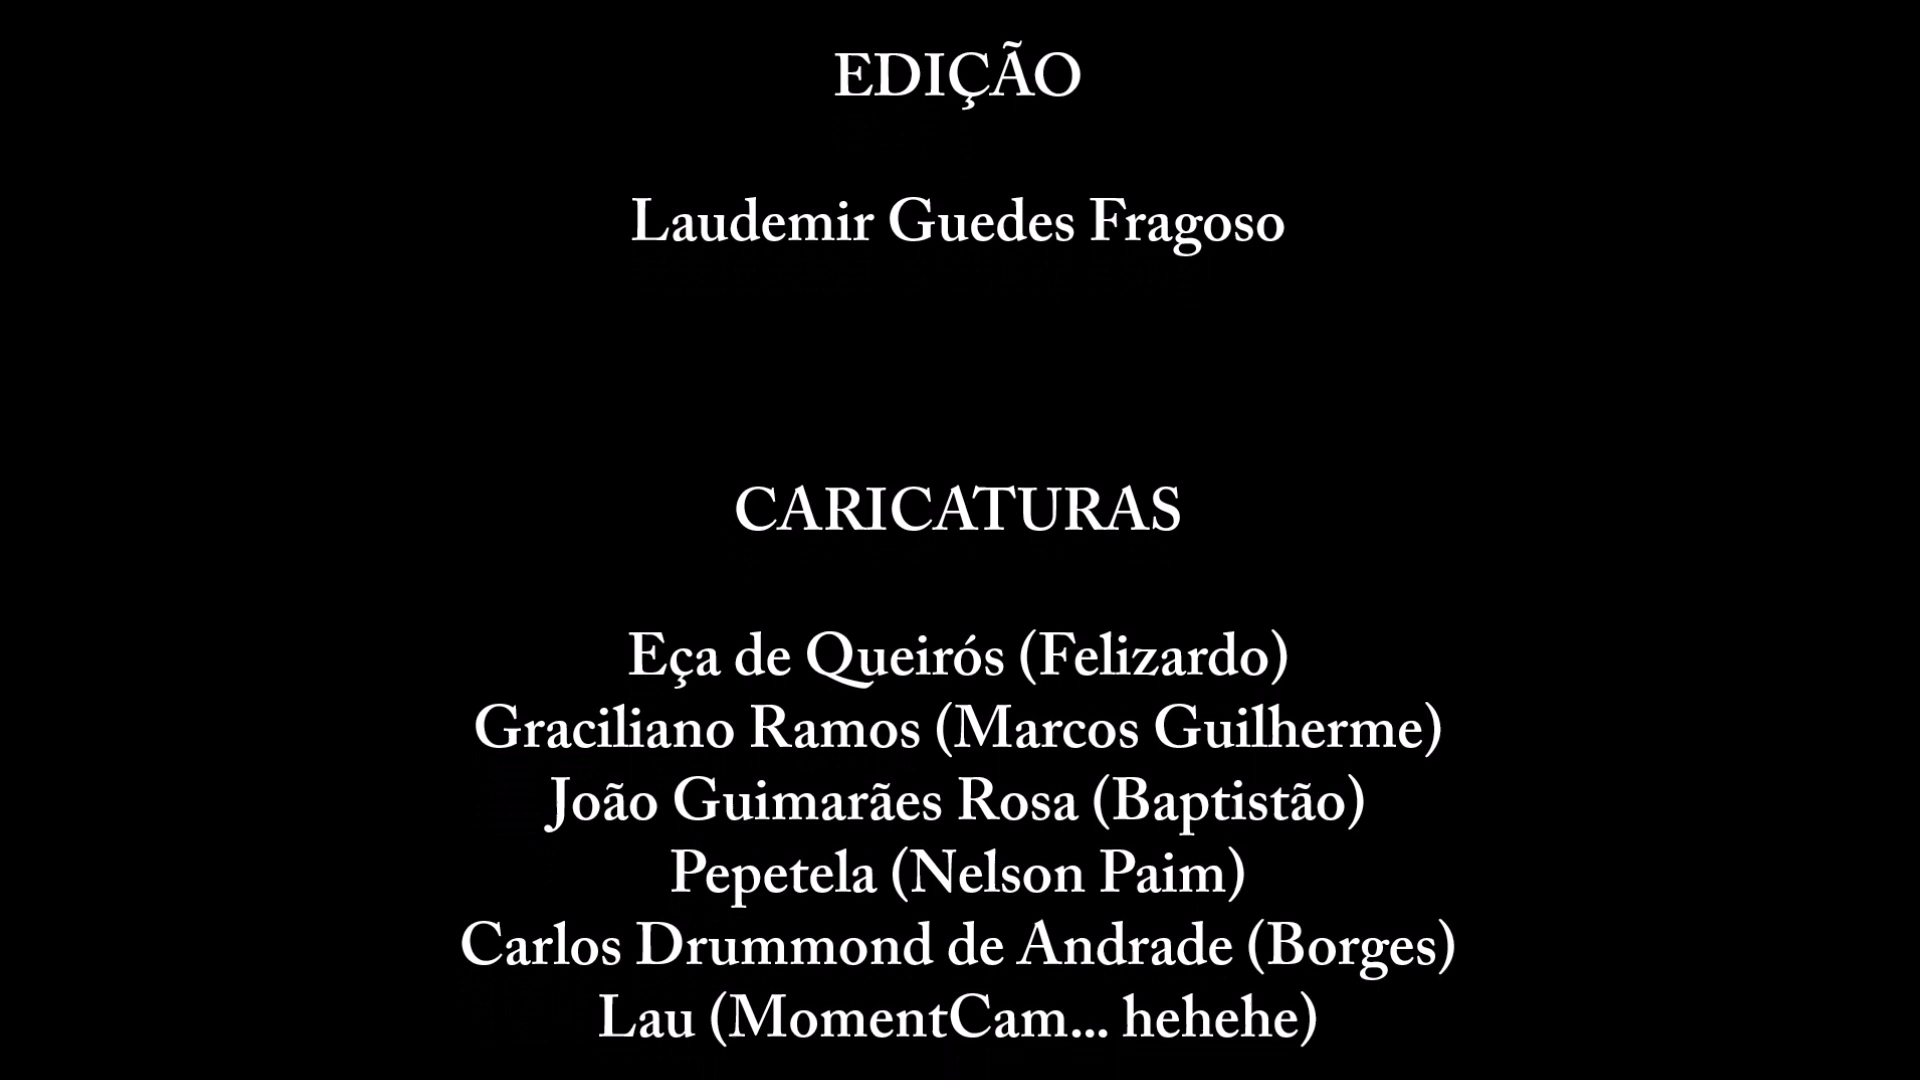 EDIÇÃO
Laudemir Guedes Fragoso
CARICATURAS
Eça de Queirós (Felizardo)
Graciliano Ramos (Marcos Guilherme)
João Guimarães Rosa (Baptistão)
Pepetela (Nelson Paim)
Carlos Drummond de Andrade (Borges)
Lau (MomentCam... hehehe)